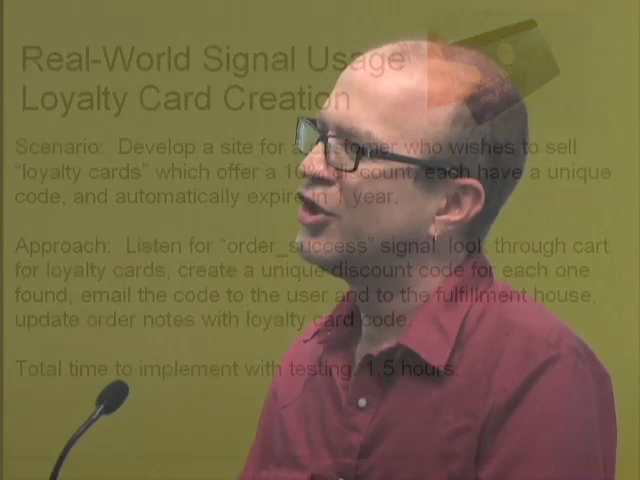 Real-World Signal Usage
Loyalty Card Creation
Scenario: Develop a site for a customer who wishes to sell
"loyalty cards" which offer a 10% discount, each have a unique
code, and automatically expire in 1 year.
Approach: Listen for "order_success" signal, look through cart
for loyalty cards, create a unique discount code for each one
found, email the code to the user and to the fulfillment house,
update order notes with loyalty card code.
Total time to implement with testing, 1.5 hours.